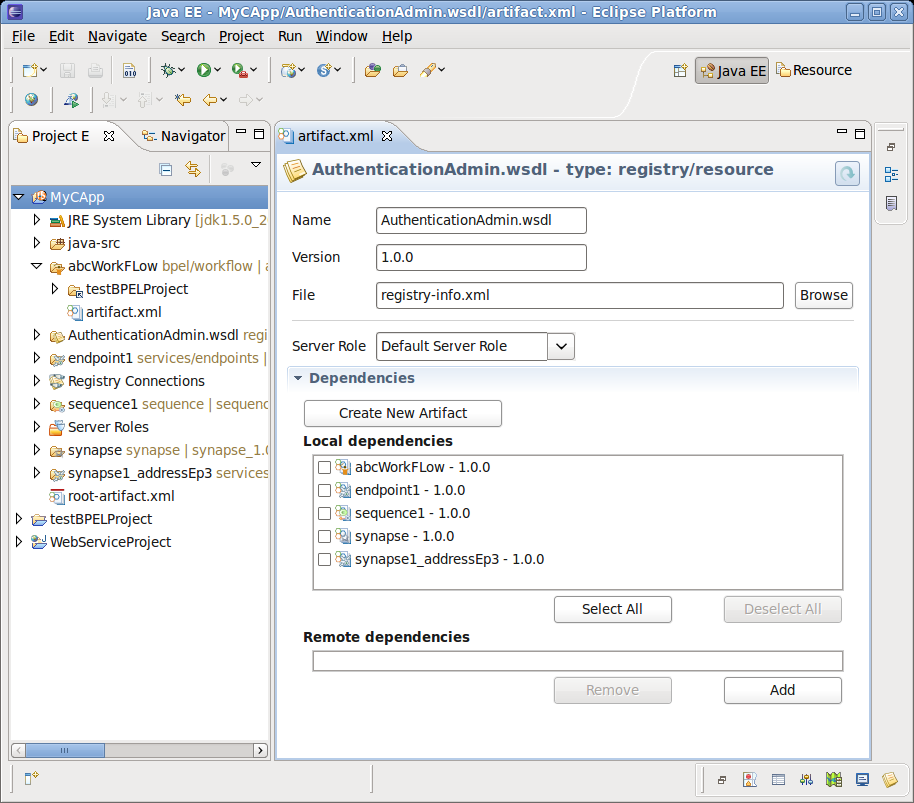 Java EE - MyCApp/AuthenticationAdmin.wsdl/artifact.xml - Eclipse Platform
File Edit Navigate Search Project Run Window Help
Java EE
Resource
Project E
Navigator
MyCApp
JRE System Library [jdk1.5.0_2
java-src
abcWorkFLow bpel/workflow | a
testBPELProject
artifact.xml
AuthenticationAdmin.wsdl regi
endpoint1 services/endpoints |
Registry Connections
sequence1 sequence | sequenc
Server Roles
synapse synapse | synapse_1.0
synapse1_addressEp3 services
root-artifact.xml
testBPELProject
WebServiceProject
artifact.xml
AuthenticationAdmin.wsdl - type: registry/resource
Name AuthenticationAdmin.wsdl
Version 1.0.0
File registry-info.xml Browse
Server Role Default Server Role
Dependencies
Create New Artifact
Local dependencies
abcWorkFLow - 1.0.0
endpoint1 - 1.0.0
sequence1 - 1.0.0
synapse - 1.0.0
synapse1_addressEp3 - 1.0.0
Select All Deselect All
Remote dependencies
Remove Add